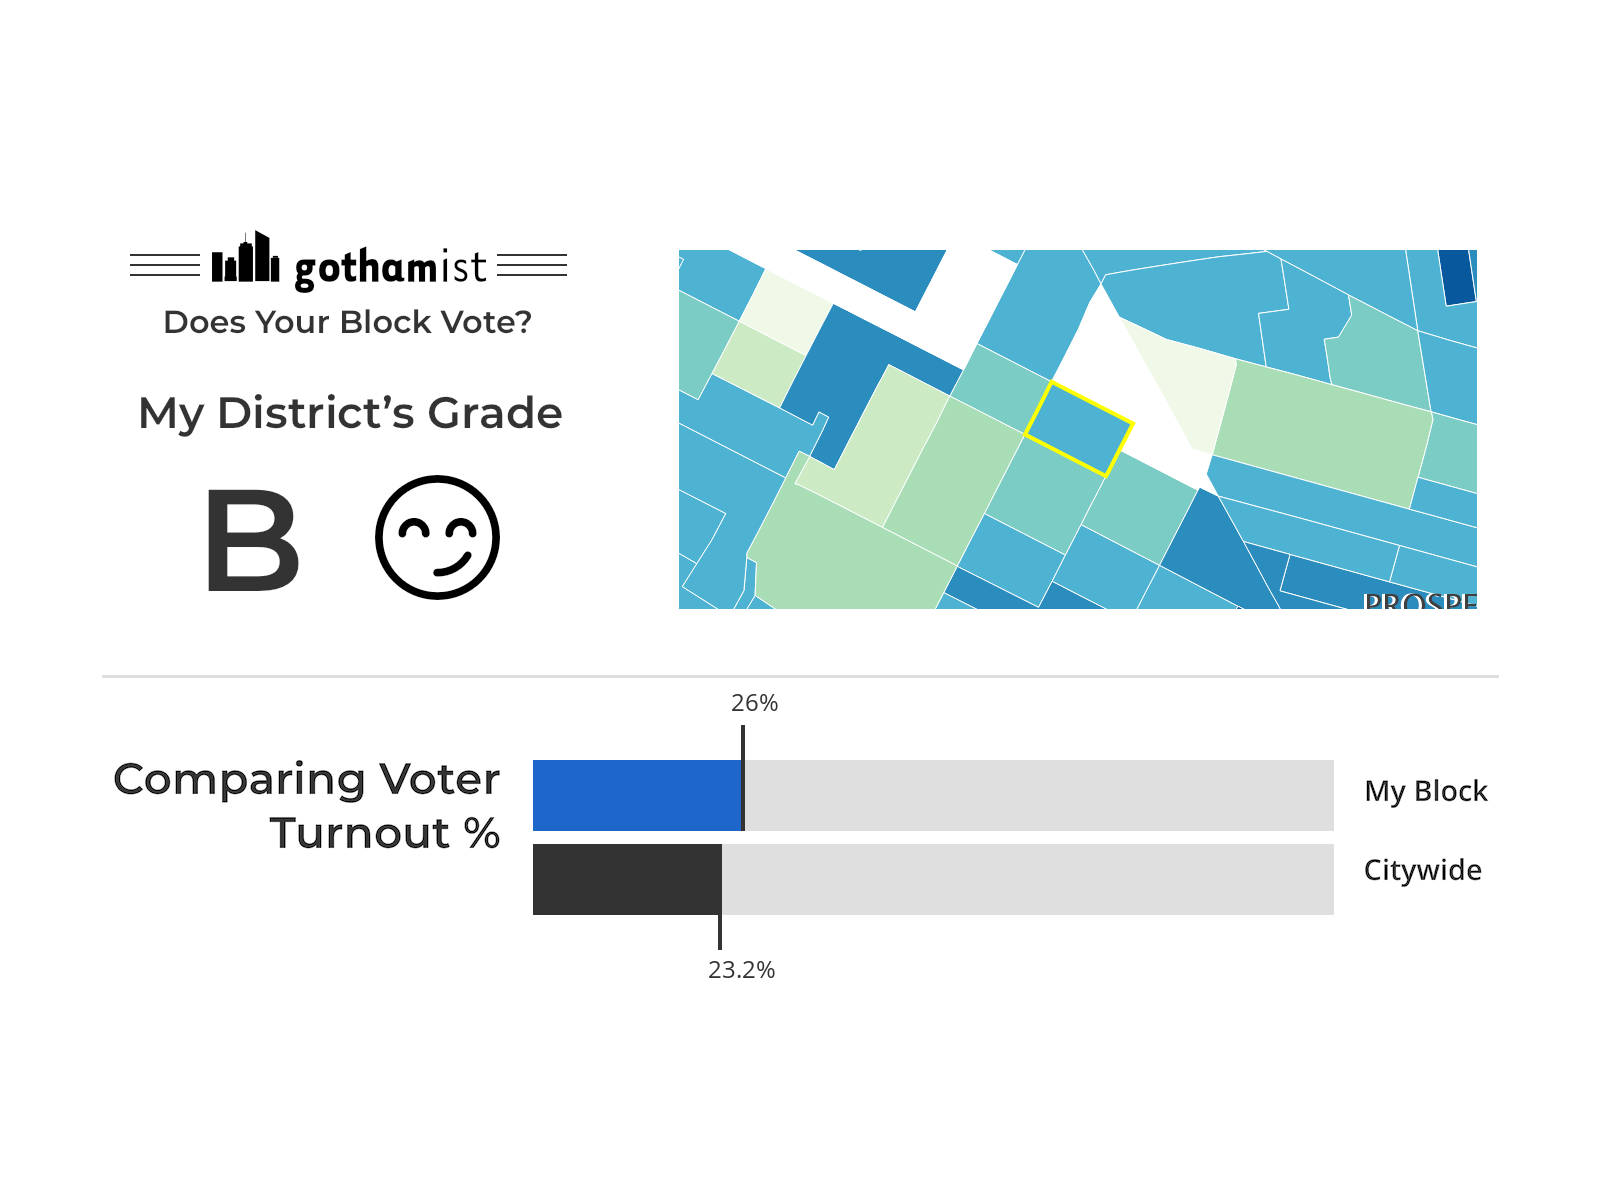 gothamist
Does Your Block Vote?
My District’s Grade
B
PROSPE
26%
Comparing Voter
Turnout %
My Block
Citywide
23.2%